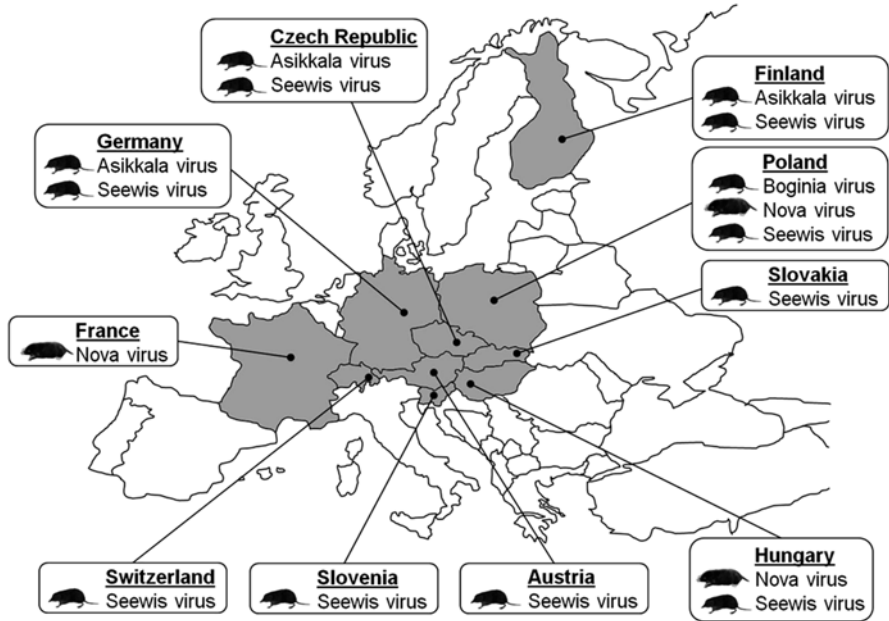 Czech Republic
Asikkala virus
Seewis virus
Finland
Asikkala virus
Seewis virus
Germany
Asikkala virus
Seewis virus
Poland
Boginia virus
Nova virus
Seewis virus
Slovakia
Seewis virus
France
Nova virus
Switzerland
Seewis virus
Slovenia
Seewis virus
Austria
Seewis virus
Hungary
Nova virus
Seewis virus